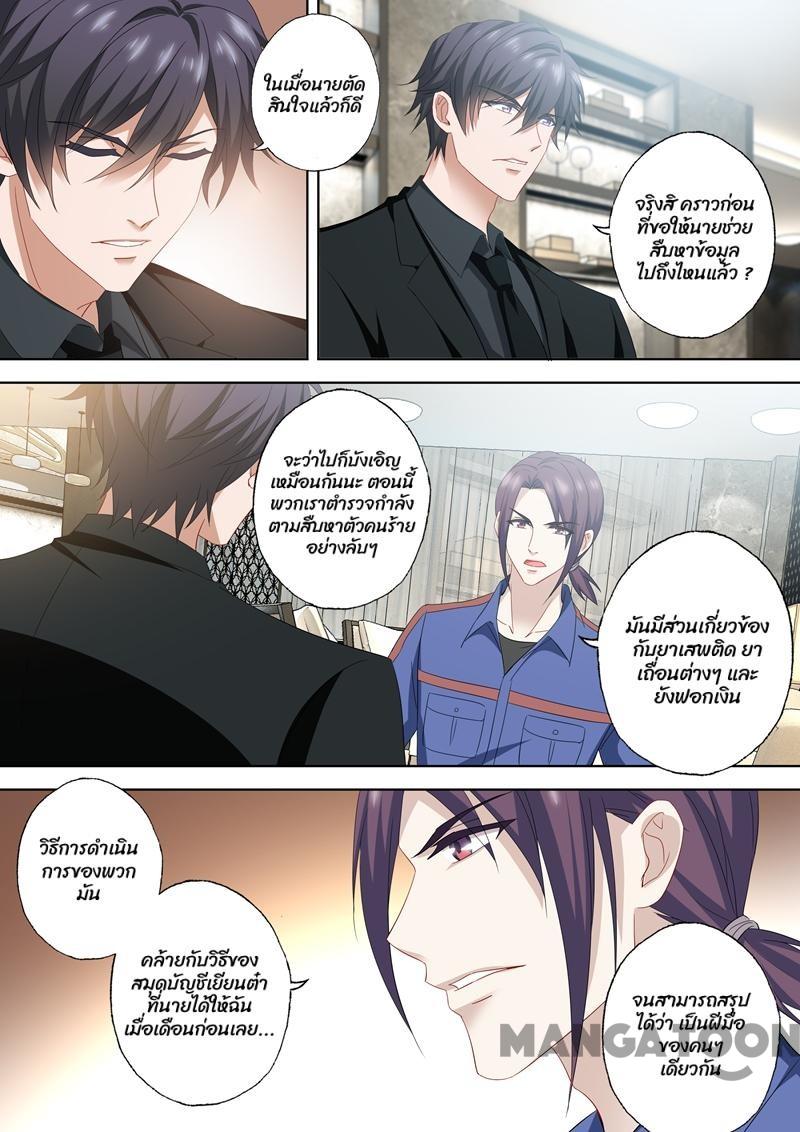 ในเมื่อนายตัด
สินใจแล้วก็ดี
จริงสิ คราวก่อน
ที่ขอให้นายช่วย
สืบหาข้อมูล
ไปถึงไหนแล้ว ?
จะว่าไปก็บังเอิญ
เหมือนกันนะ ตอนนี้
พวกเราตำรวจกำลัง
ตามสืบหาตัวคนร้าย
อย่างลับๆ
มันมีส่วนเกี่ยวข้อง
กับยาเสพติด ยา
เถื่อนต่างๆ และ
ยังฟอกเงิน
วิธีการดำเนิน
การของพวก
มัน
คล้ายกับวิธีของ
สมุดบัญชีเยียนต๋า
ที่นายได้ให้ฉัน
เมื่อเดือนก่อนเลย...
จนสามารถสรุป
ได้ว่า เป็นฝีมือ
ของคนๆ
เดียวกัน
MANGATOON